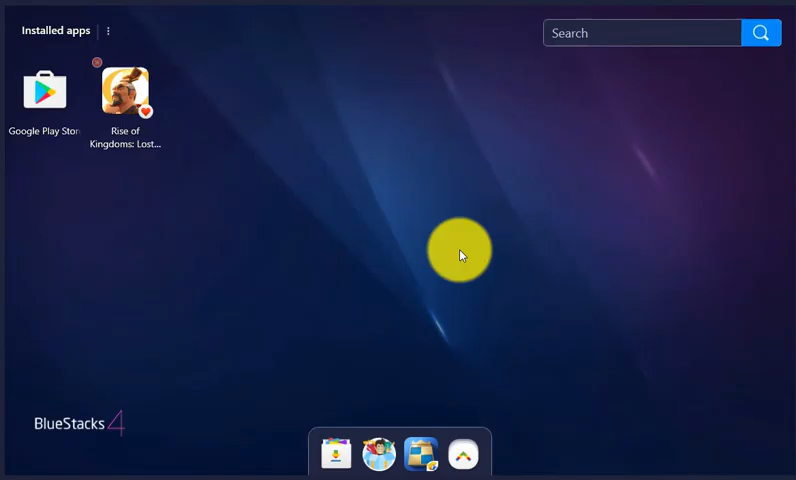 Installed apps
Search
Google Play Stor
Rise of
Kingdoms: Lost...
BlueStacks 4